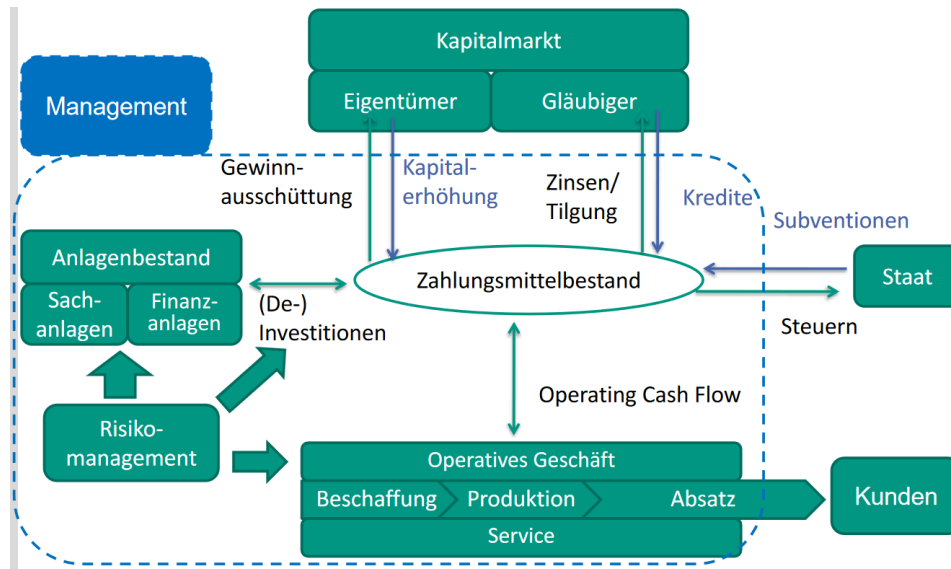 Kapitalmarkt
Eigentümer
Gläubiger
Management
Gewinn-
ausschüttung
Kapital-
erhöhung
Zinsen/
Tilgung
Kredite
Subventionen
Anlagenbestand
Sach-
anlagen
Finanz-
anlagen
(De-)
Investitionen
Zahlungsmittelbestand
Staat
Steuern
Operating Cash Flow
Risiko-
management
Operatives Geschäft
Beschaffung
Produktion
Absatz
Kunden
Service